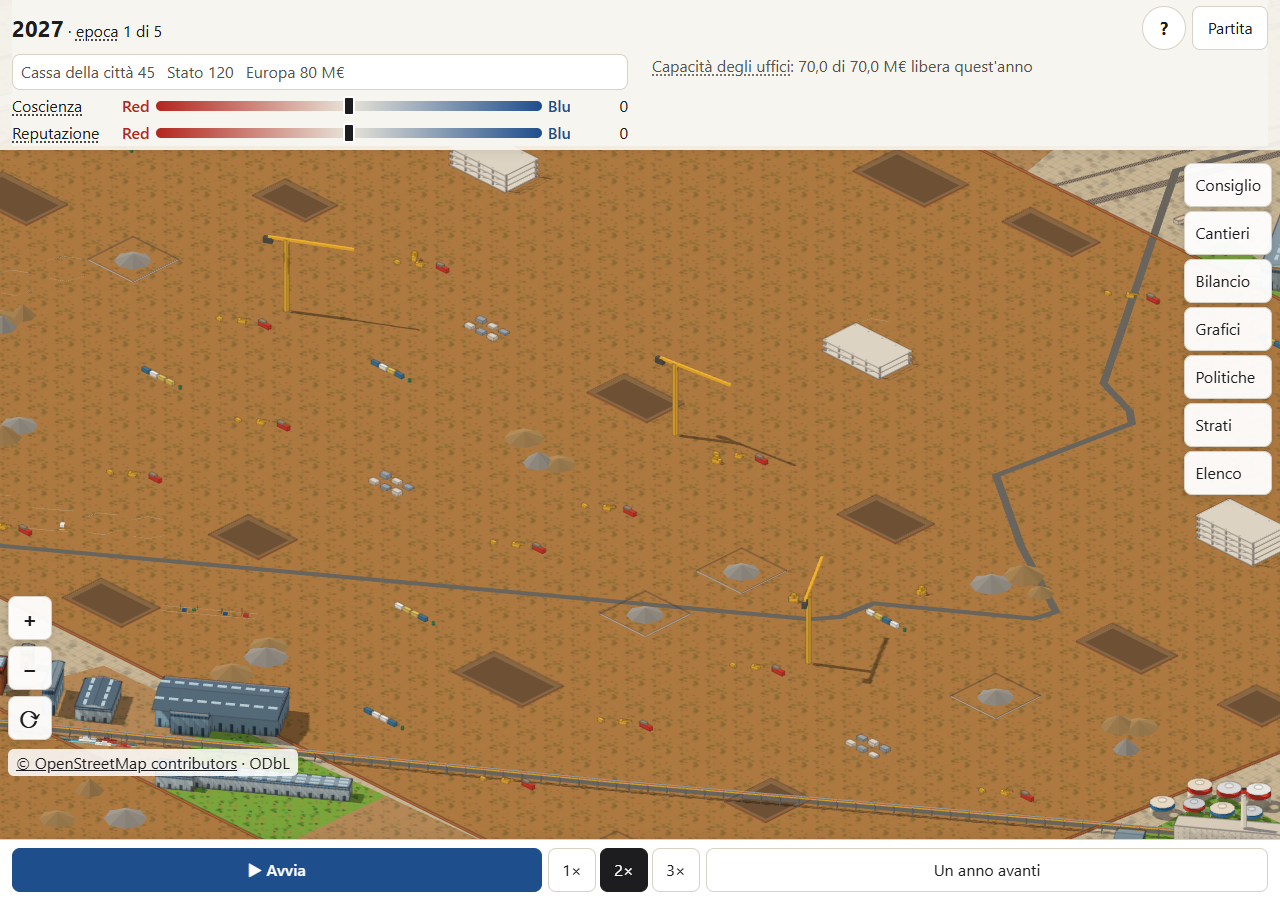 2027 · epoca 1 di 5
? Partita
Cassa della città 45 Stato 120 Europa 80 M€
Capacità degli uffici: 70,0 di 70,0 M€ libera quest'anno
Coscienza Red Blu 0
Reputazione Red Blu 0
Consiglio
Cantieri
Bilancio
Grafici
Politiche
Strati
Elenco
+
−
© OpenStreetMap contributors · ODbL
▶ Avvia 1× 2× 3× Un anno avanti